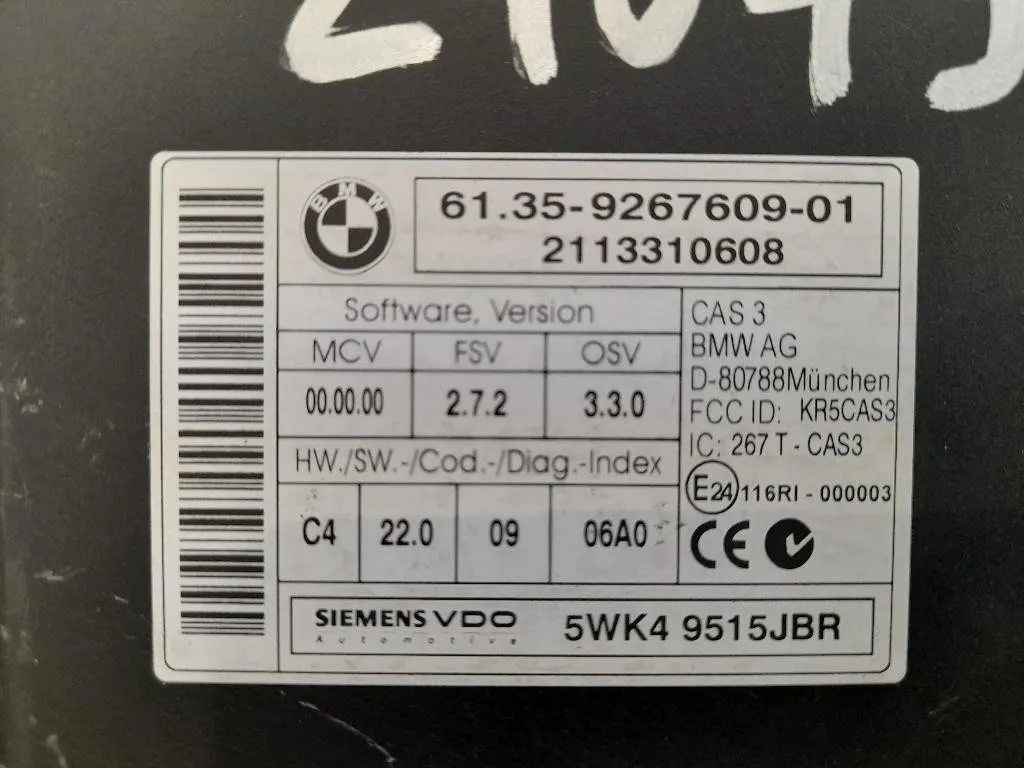 BMW
61.35-9267609-01
2113310608
Software, Version
MCV FSV OSV
00.00.00 2.7.2 3.3.0
HW./SW.-/Cod.-/Diag.-Index
C4 22.0 09 06A0
CAS 3
BMW AG
D-80788München
FCC ID: KR5CAS3
IC: 267 T - CAS3
E24 116RI - 000003
CE
SIEMENS VDO
Automotive
5WK4 9515JBR